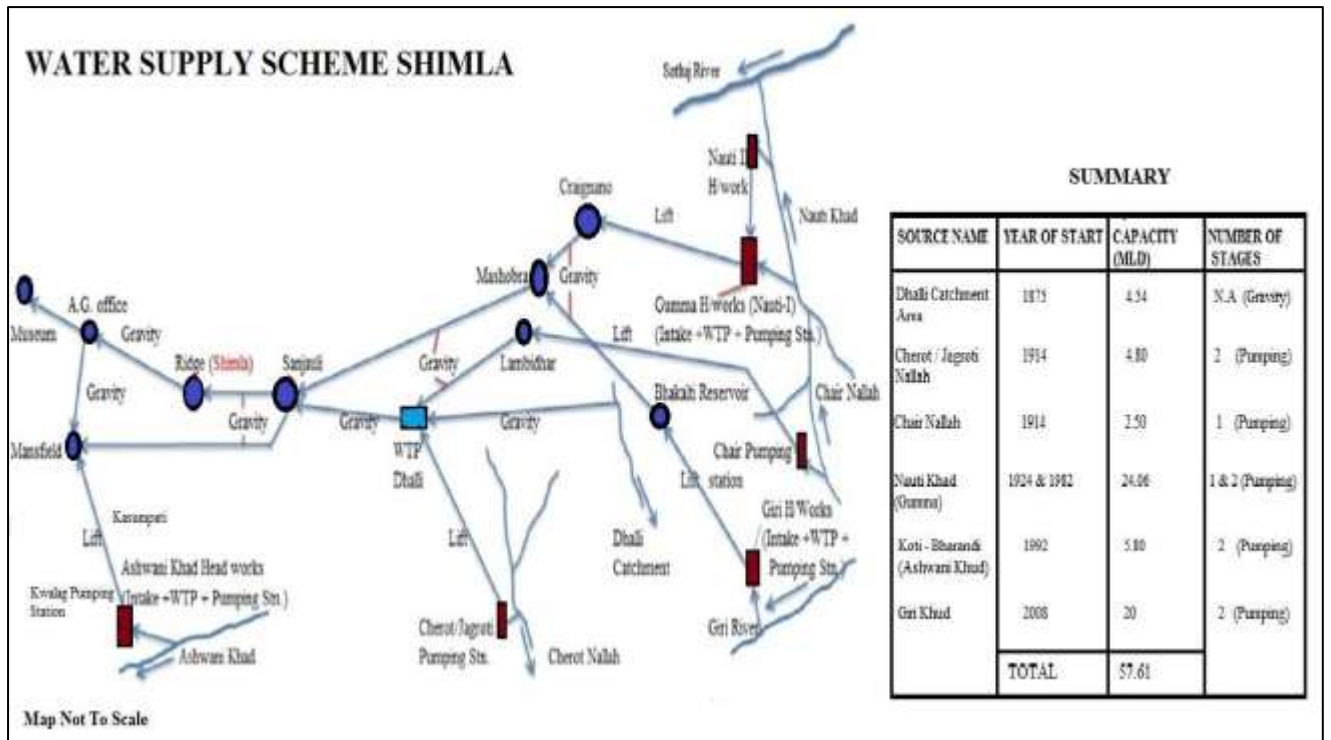 WATER SUPPLY SCHEME SHIMLA
Sutluj River
Nauti II
H/work
Nauti Khad
Craignano
Lift
Mashobra
Gravity
Gumma H/works (Nauti-I)
(Intake +WTP + Pumping Stn.)
A.G. office
Museum
Gravity
Ridge (Shimla)
Sanjauli
Gravity
Lambidhar
Lift
Bhakalti Reservoir
Chair Nallah
Gravity
Mansfield
Gravity
Gravity
WTP
Dhalli
Gravity
Chair Pumping
station
Lift
Giri H/Works
(Intake +WTP +
Pumping Stn.)
Kasumpati
Lift
Lift
Dhalli
Catchment
Ashwani Khad Head works
(Intake +WTP + Pumping Stn.)
Kwalag Pumping
Station
Cherot/Jagroti
Pumping Stn.
Cherot Nallah
Giri River
Ashwani Khad
Map Not To Scale
SUMMARY
SOURCE NAME YEAR OF START CAPACITY (MLD) NUMBER OF STAGES
Dhalli Catchment Area 1875 4.54 N.A (Gravity)
Cherot / Jagroti Nallah 1914 4.80 2 (Pumping)
Chair Nallah 1914 2.50 1 (Pumping)
Nauti Khad (Gumma) 1924 & 1982 24.06 1 & 2 (Pumping)
Koti - Bharandi (Ashwani Khud) 1992 5.80 2 (Pumping)
Giri Khud 2008 20 2 (Pumping)
TOTAL 57.61